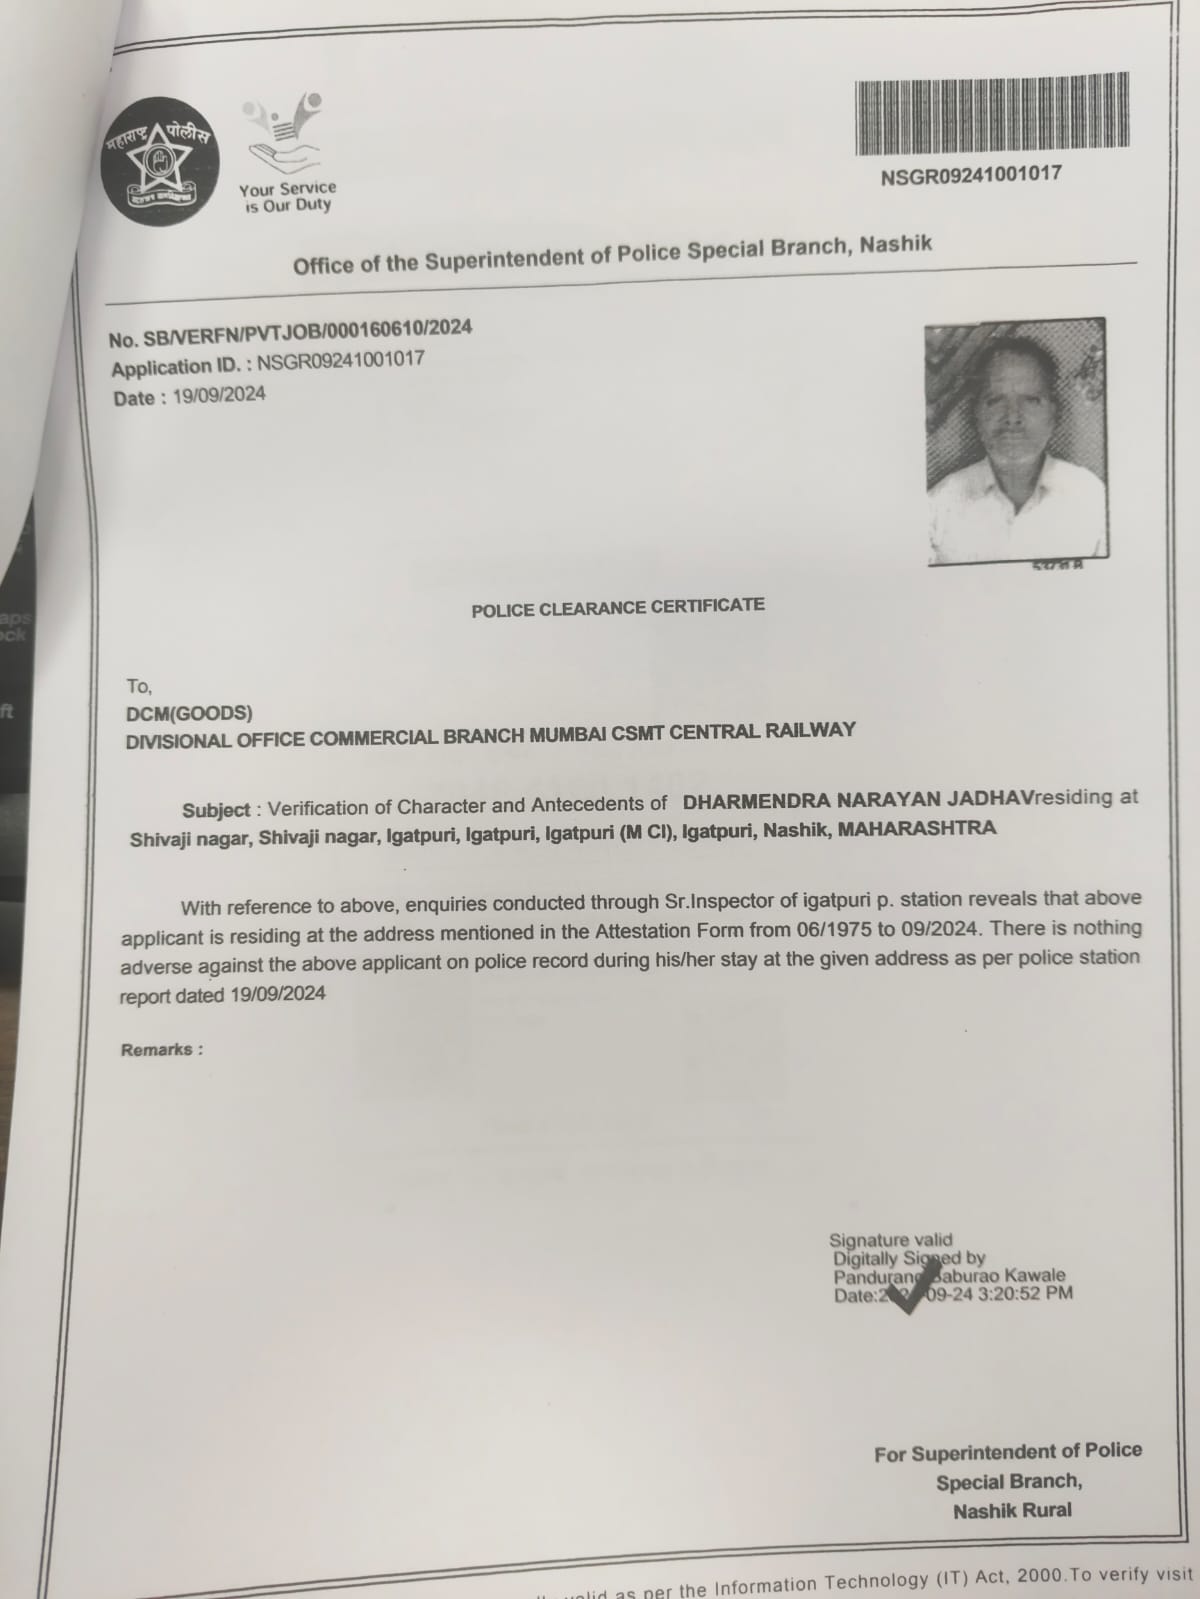 महाराष्ट्र पोलीस
Your Service
is Our Duty
NSGR09241001017
Office of the Superintendent of Police Special Branch, Nashik
No. SB/VERFN/PVTJOB/000160610/2024
Application ID. : NSGR09241001017
Date : 19/09/2024
POLICE CLEARANCE CERTIFICATE
To,
DCM(GOODS)
DIVISIONAL OFFICE COMMERCIAL BRANCH MUMBAI CSMT CENTRAL RAILWAY
Subject : Verification of Character and Antecedents of DHARMENDRA NARAYAN JADHAVresiding at
Shivaji nagar, Shivaji nagar, Igatpuri, Igatpuri, Igatpuri (M Cl), Igatpuri, Nashik, MAHARASHTRA
With reference to above, enquiries conducted through Sr.Inspector of igatpuri p. station reveals that above
applicant is residing at the address mentioned in the Attestation Form from 06/1975 to 09/2024. There is nothing
adverse against the above applicant on police record during his/her stay at the given address as per police station
report dated 19/09/2024
Remarks :
Signature valid
Digitally Signed by
Pandurang Baburao Kawale
Date: 09-24 3:20:52 PM
For Superintendent of Police
Special Branch,
Nashik Rural
valid as per the Information Technology (IT) Act, 2000.To verify visit